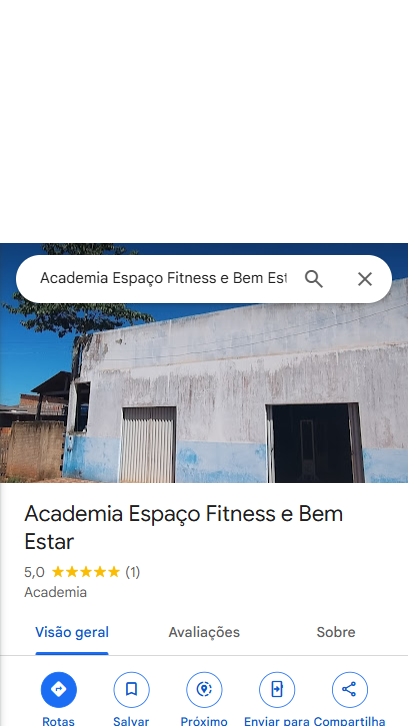 Academia Espaço Fitness e Bem Est
Academia Espaço Fitness e Bem
Estar
5,0 ★★★★★ (1)
Academia
Visão geral Avaliações Sobre
Rotas Salvar Próximo Enviar para Compartilha